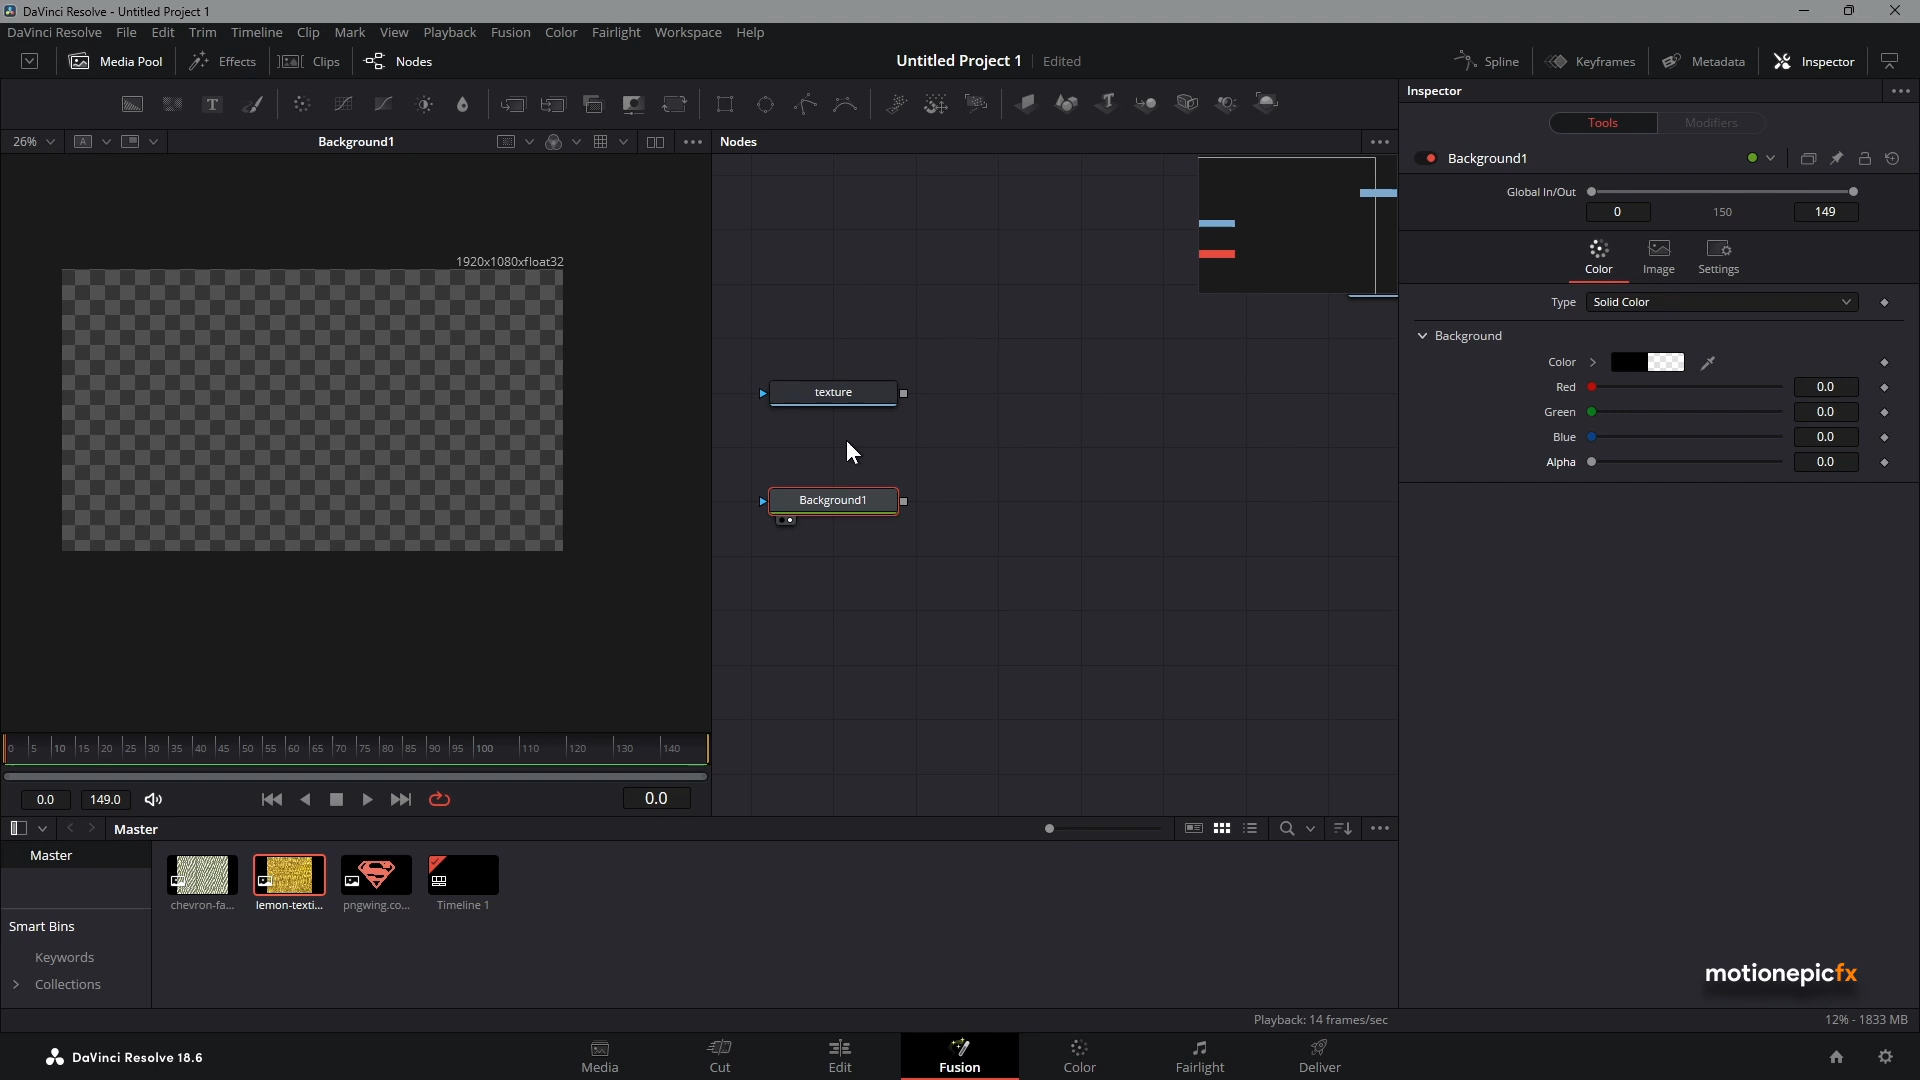 DaVinci Resolve - Untitled Project 1
DaVinci Resolve File Edit Trim Timeline Clip Mark View Playback Fusion Color Fairlight Workspace Help
Media Pool Effects Clips Nodes Untitled Project 1 Edited Spline Keyframes Metadata Inspector
Inspector
Tools Modifiers
26% A Background1 Nodes
Background1
Global In/Out
0 150 149
1920x1080xfloat32
Color Image Settings
Type Solid Color
Background
Color
Red 0.0
Green 0.0
Blue 0.0
Alpha 0.0
texture
Background1
0 5 10 15 20 25 30 35 40 45 50 55 60 65 70 75 80 85 90 95 100 110 120 130 140
0.0 149.0 0.0
Master
Master
chevron-fa... lemon-texti... pngwing.co... Timeline 1
Smart Bins
Keywords
Collections
motionepicfx
Playback: 14 frames/sec 12% - 1833 MB
DaVinci Resolve 18.6
Media Cut Edit Fusion Color Fairlight Deliver